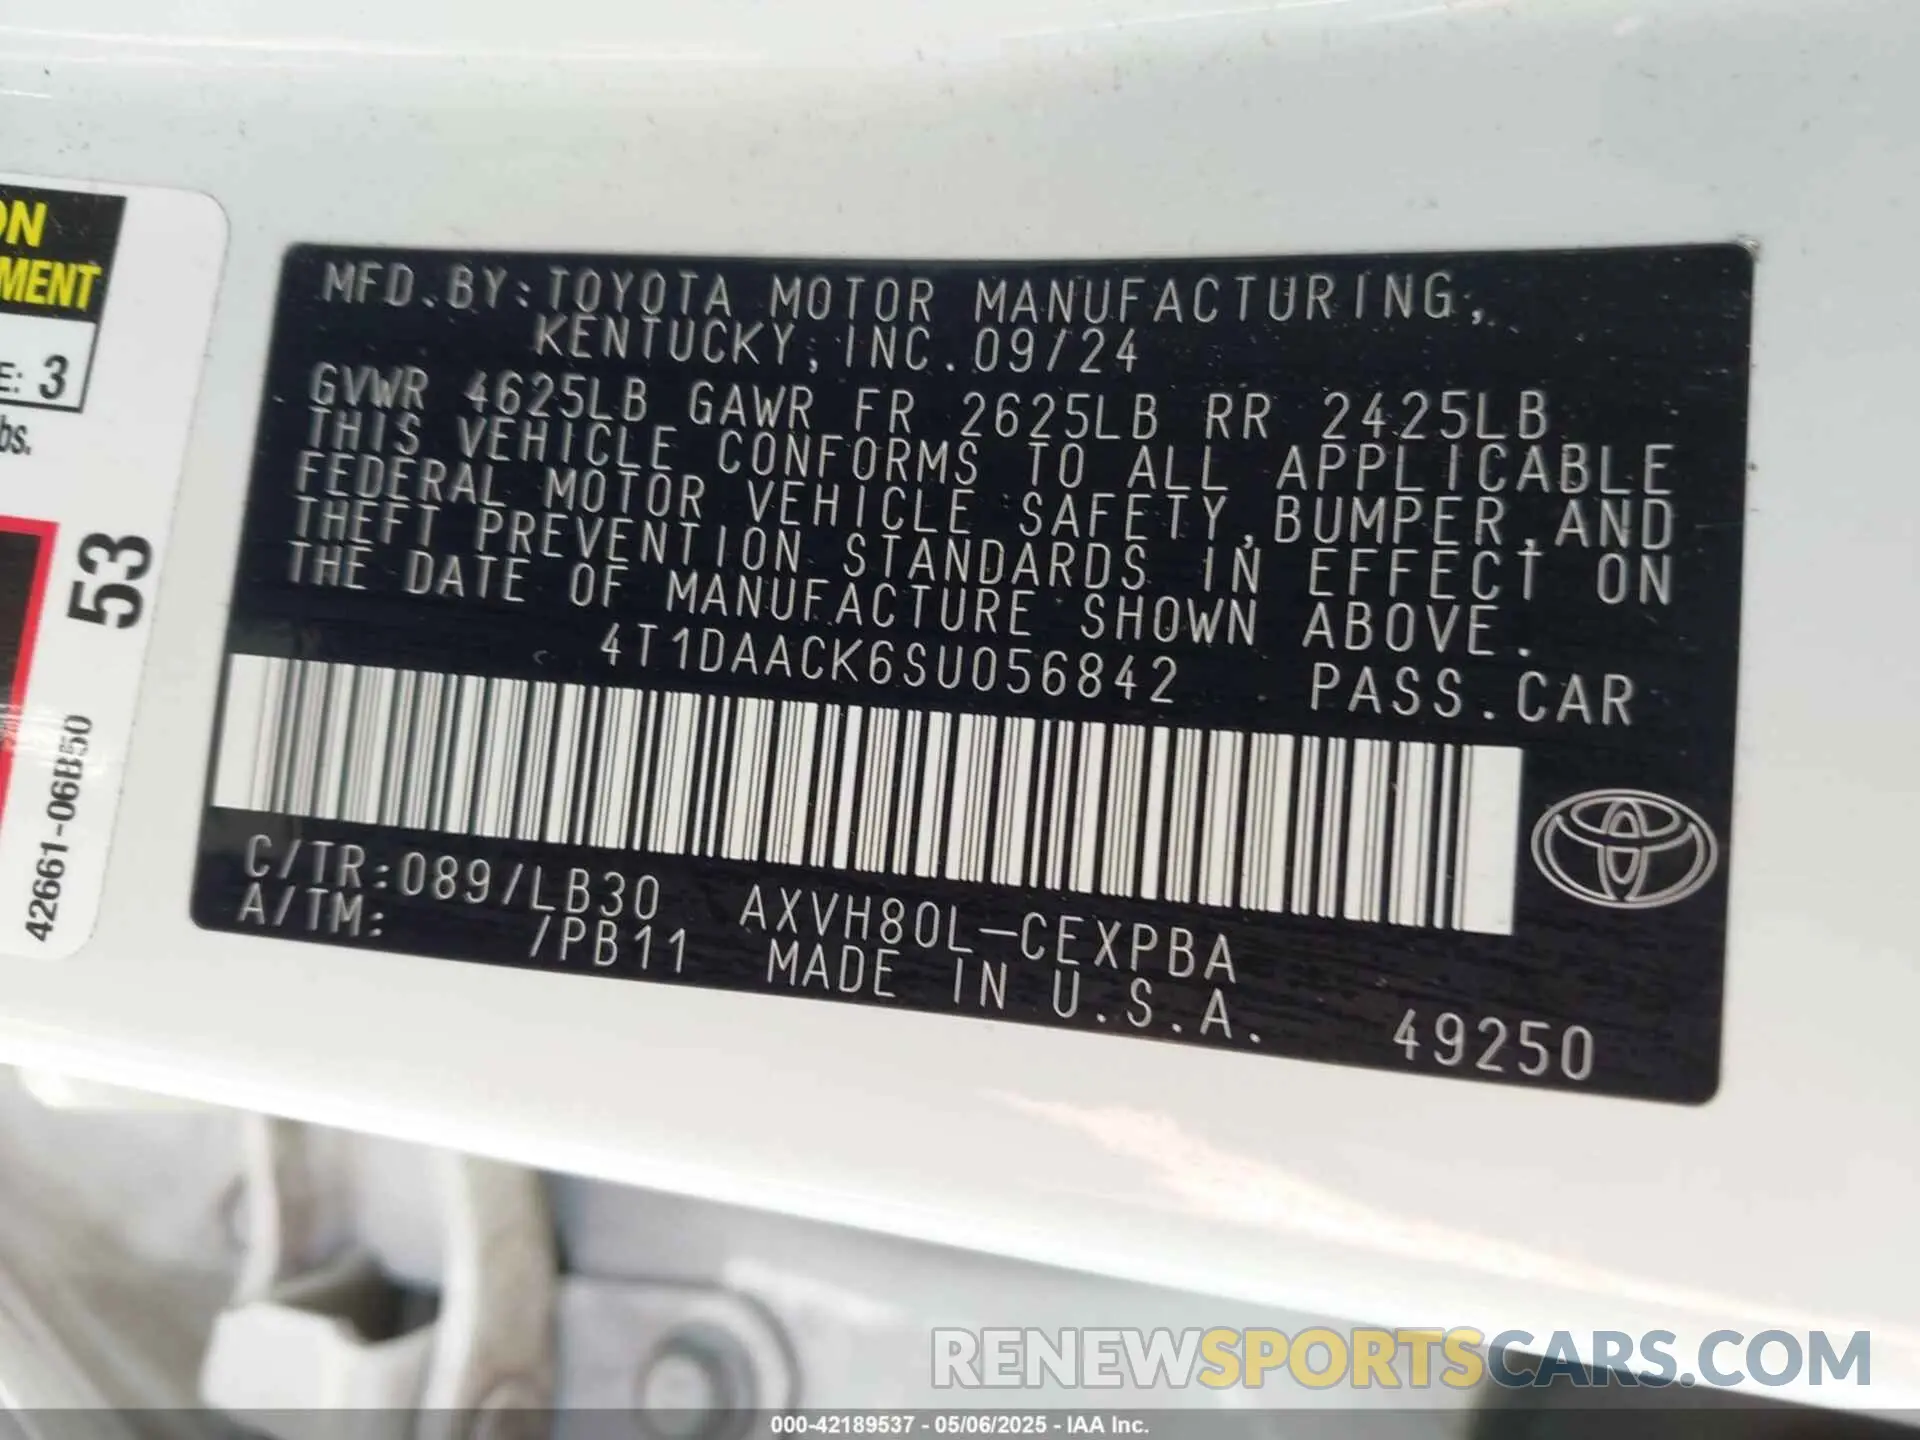 ON
MENT
E: 3
bs.
53
42661-06B50
MFD.BY:TOYOTA MOTOR MANUFACTURING,
KENTUCKY, INC. 09/24
GVWR 4625LB GAWR FR 2625LB RR 2425LB
THIS VEHICLE CONFORMS TO ALL APPLICABLE
FEDERAL MOTOR VEHICLE SAFETY,BUMPER,AND
THEFT PREVENTION STANDARDS IN EFFECT ON
THE DATE OF MANUFACTURE SHOWN ABOVE.
4T1DAACK6SU056842 PASS.CAR
C/TR:089/LB30 AXVH80L-CEXPBA
A/TM: /PB11 MADE IN U.S.A.
49250
RENEWSPORTSCARS.COM
000-42189537 - 05/06/2025 - IAA Inc.